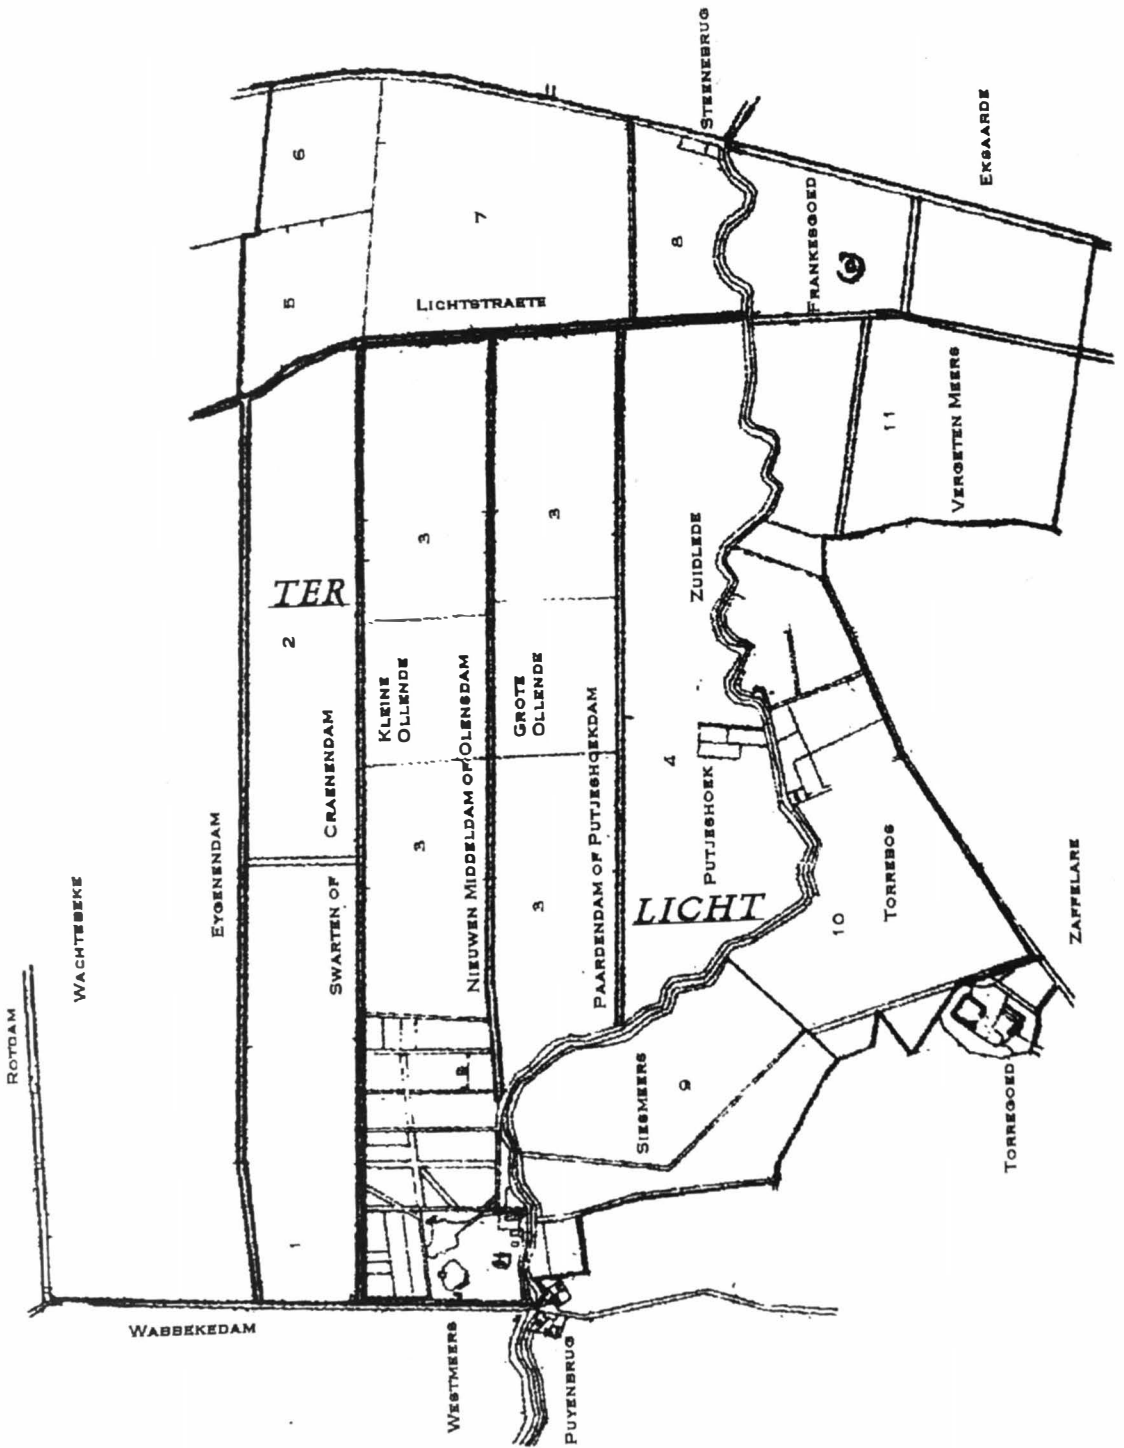 STEENEBRUG
EKSAARDE
6
7
8
FRANKESGOED
5
LICHTSTRAETE
11
VERGETEN MEERS
3
3
ZUIDLEDE
TER
2
KLEINE
OLLENDE
GROTE
OLLENDE
CRAENENDAM
SWARTEN OF
NIEUWEN MIDDELDAM OF OLENSDAM
PAARDENDAM OF PUTJESHOEKDAM
4
PUTJESHOEK
EYGENENDAM
3
3
LICHT
10
TORREBOS
ZAFFELARE
WACHTEBEKE
ROTDAM
SIESMEERS
9
TORREGOED
1
WABBEKEDAM
WESTMEERS
PUYENBRUG